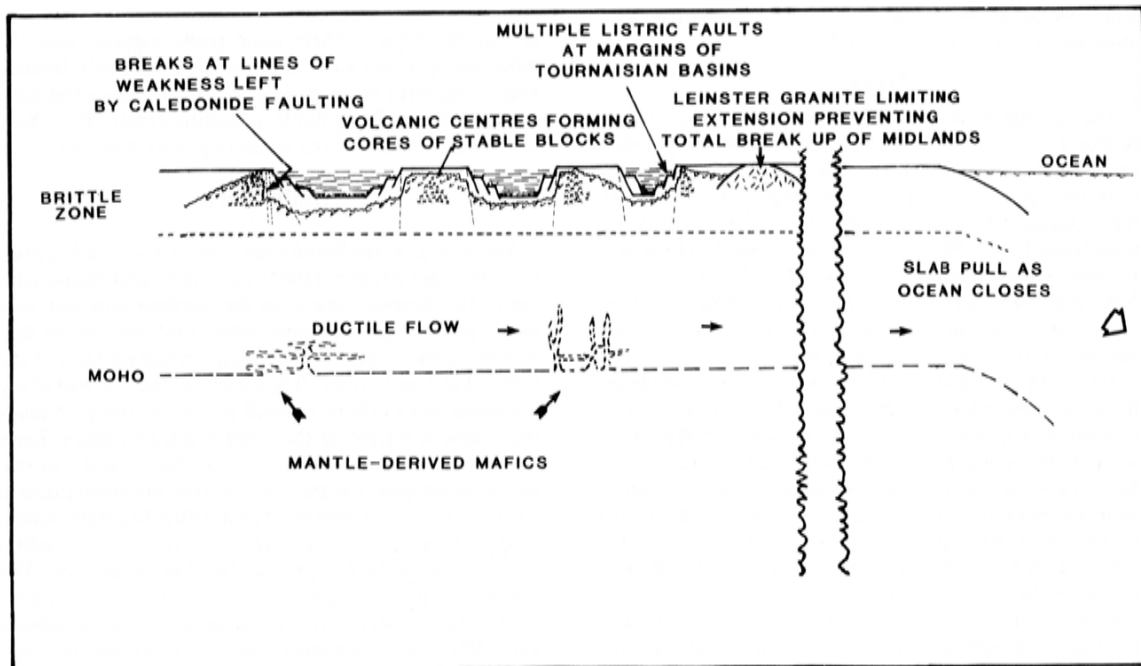 MULTIPLE LISTRIC FAULTS
AT MARGINS OF
TOURNAISIAN BASINS
BREAKS AT LINES OF
WEAKNESS LEFT
BY CALEDONIDE FAULTING
VOLCANIC CENTRES FORMING
CORES OF STABLE BLOCKS
LEINSTER GRANITE LIMITING
EXTENSION PREVENTING
TOTAL BREAK UP OF MIDLANDS
OCEAN
BRITTLE
ZONE
SLAB PULL AS
OCEAN CLOSES
DUCTILE FLOW
MOHO
MANTLE-DERIVED MAFICS